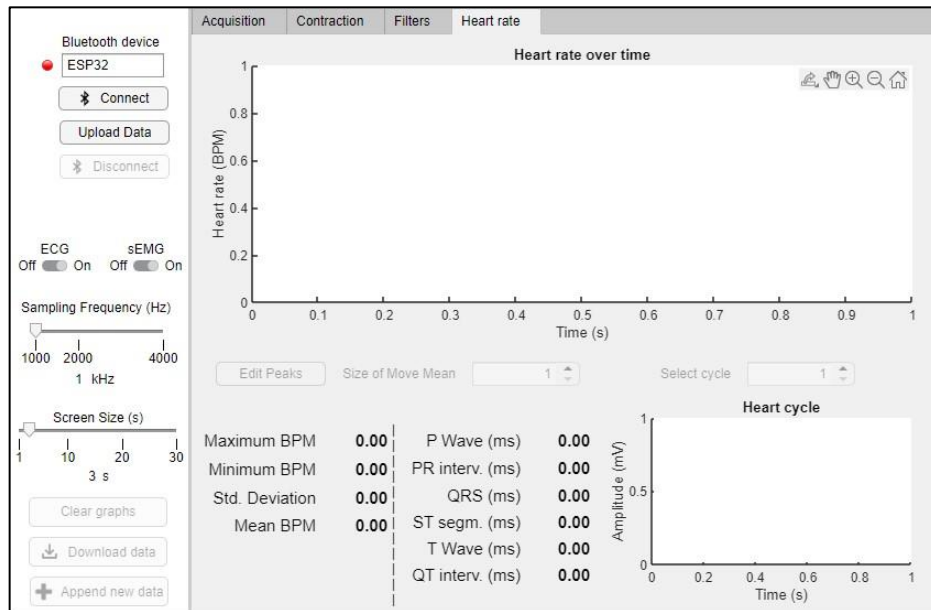 Acquisition Contraction Filters Heart rate
Bluetooth device
ESP32
Connect
Upload Data
Disconnect
ECG sEMG
Off On Off On
Sampling Frequency (Hz)
1000 2000 4000
1 kHz
Screen Size (s)
1 10 20 30
3 s
Clear graphs
Download data
Append new data
Heart rate over time
Heart rate (BPM)
1
0.8
0.6
0.4
0.2
0
0 0.1 0.2 0.3 0.4 0.5 0.6 0.7 0.8 0.9 1
Time (s)
Edit Peaks Size of Move Mean 1 Select cycle 1
Maximum BPM 0.00
Minimum BPM 0.00
Std. Deviation 0.00
Mean BPM 0.00
P Wave (ms) 0.00
PR interv. (ms) 0.00
QRS (ms) 0.00
ST segm. (ms) 0.00
T Wave (ms) 0.00
QT interv. (ms) 0.00
Heart cycle
Amplitude (mV)
1
0.5
0
0 0.2 0.4 0.6 0.8 1
Time (s)